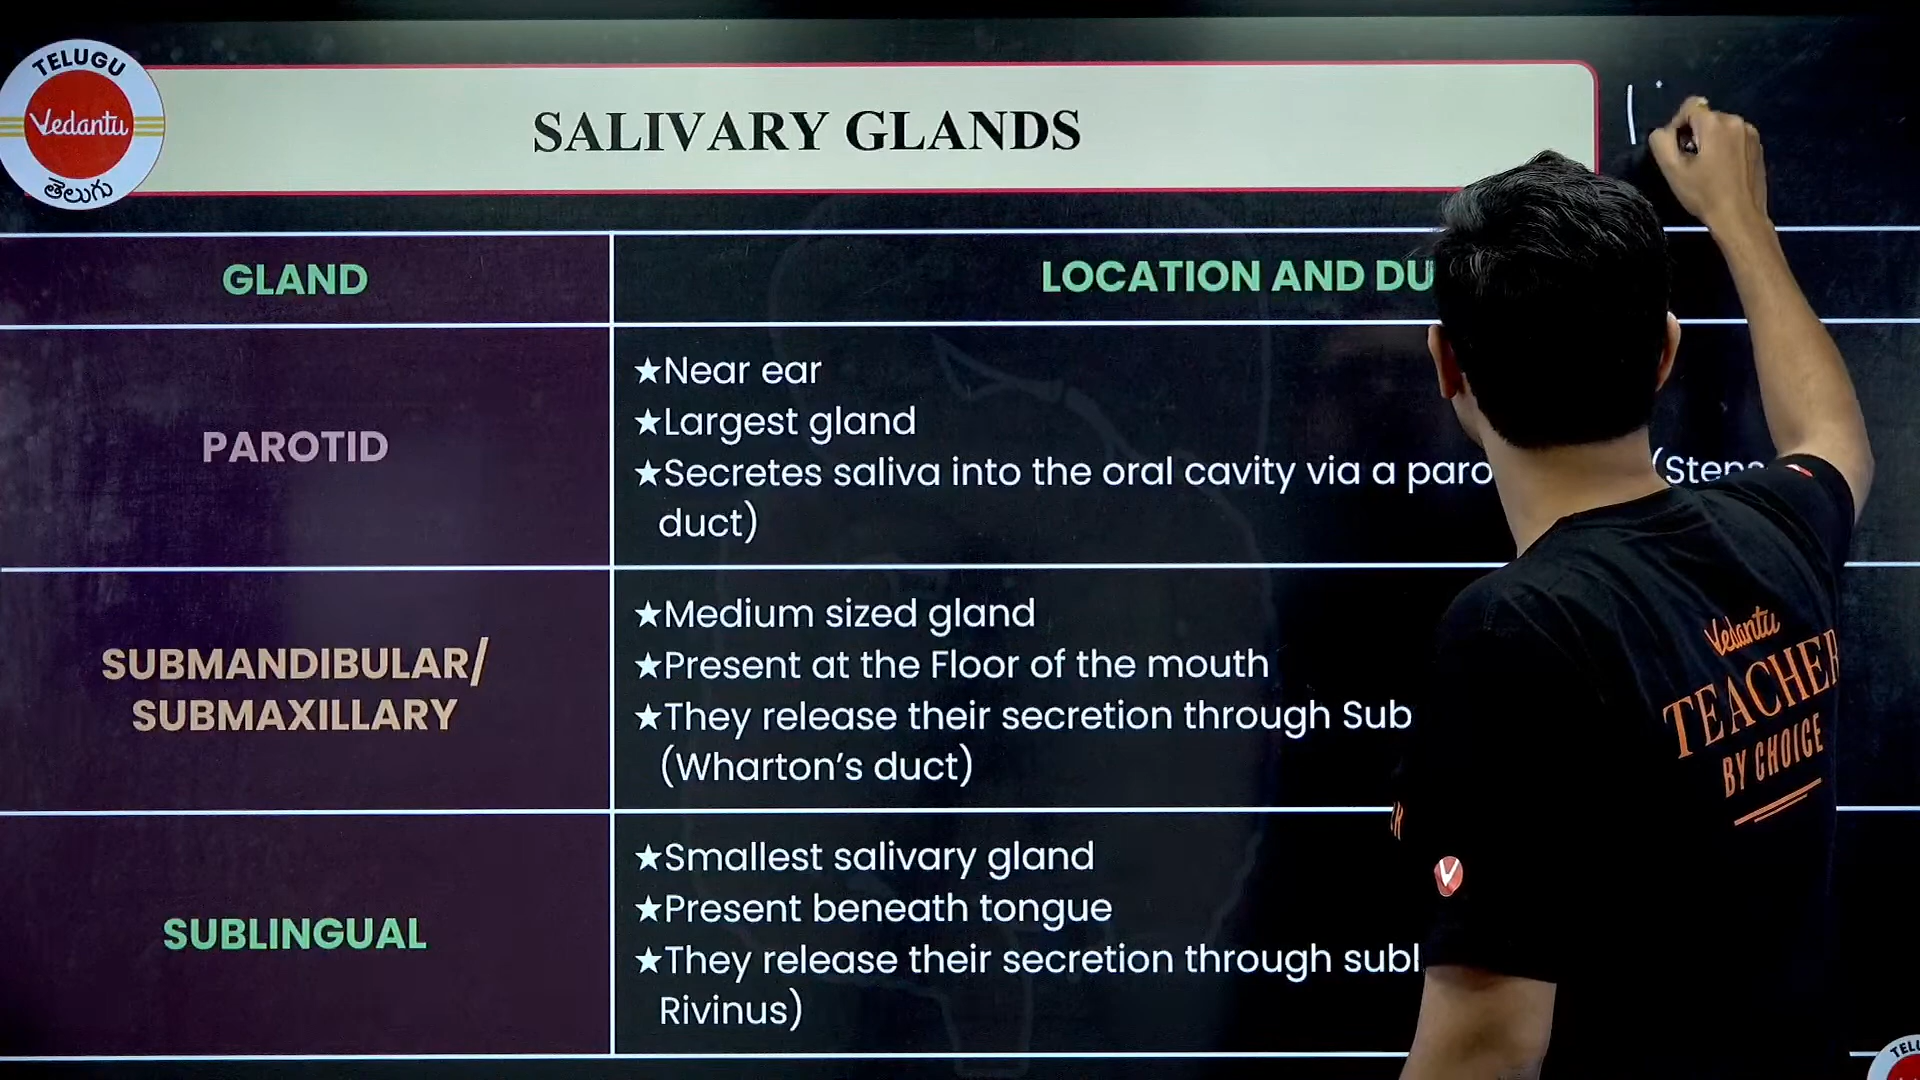 TELUGU
Vedantu
తెలుగు
SALIVARY GLANDS
GLAND
LOCATION AND DU
PAROTID
★Near ear
★Largest gland
★Secretes saliva into the oral cavity via a paro (Stens
duct)
SUBMANDIBULAR/
SUBMAXILLARY
★Medium sized gland
★Present at the Floor of the mouth
★They release their secretion through Sub
(Wharton’s duct)
SUBLINGUAL
★Smallest salivary gland
★Present beneath tongue
★They release their secretion through subl
Rivinus)
Vedantu
TEACHER
BY CHOICE
V
TEL